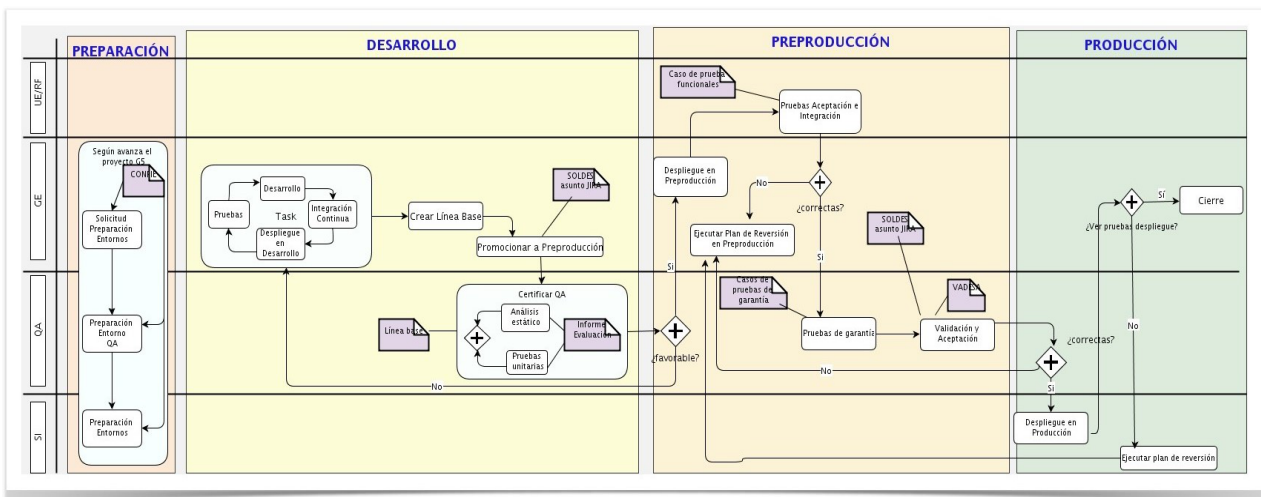 PREPARACIÓN
DESARROLLO
PREPRODUCCIÓN
PRODUCCIÓN
UE/RF
GE
QA
SI
Según avanza el
proyecto G5
CONFIE
Solicitud
Preparación
Entornos
Preparación
Entorno
QA
Preparación
Entornos
Desarrollo
Pruebas
Task
Integración
Continua
Despliegue en
Desarrollo
Crear Línea Base
SOLDES
asunto JIRA
Promocionar a Preproducción
Certificar QA
Línea base
Análisis
estático
Pruebas
unitarias
Informe
Evaluación
¿favorable?
No
Si
Despliegue en
Preproducción
Caso de prueba
funcionales
Pruebas Aceptación e
Integración
No
¿correctas?
Si
Ejecutar Plan de Reversión
en Preproducción
Casos de
pruebas de
garantía
Pruebas de garantía
SOLDES
asunto JIRA
VADESA
Validación y
Aceptación
¿correctas?
No
Si
Despliegue en
Producción
¿Ver pruebas despliegue?
Sí
Cierre
No
Ejecutar plan de reversión